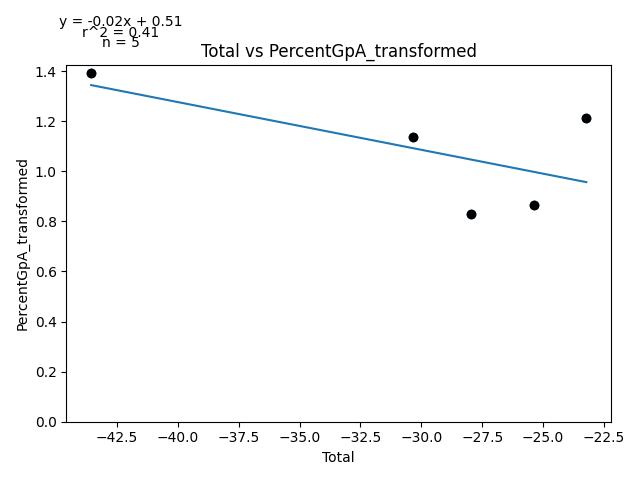 y = -0.02x + 0.51
r^2 = 0.41
n = 5
Total vs PercentGpA_transformed
PercentGpA_transformed
1.4
1.2
1.0
0.8
0.6
0.4
0.2
0.0
−42.5 −40.0 −37.5 −35.0 −32.5 −30.0 −27.5 −25.0 −22.5
Total